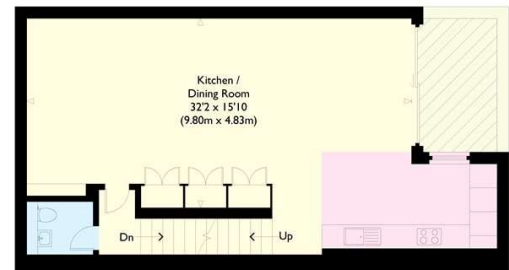 Kitchen /
Dining Room
32'2 x 15'10
(9.80m x 4.83m)
Dn
Up